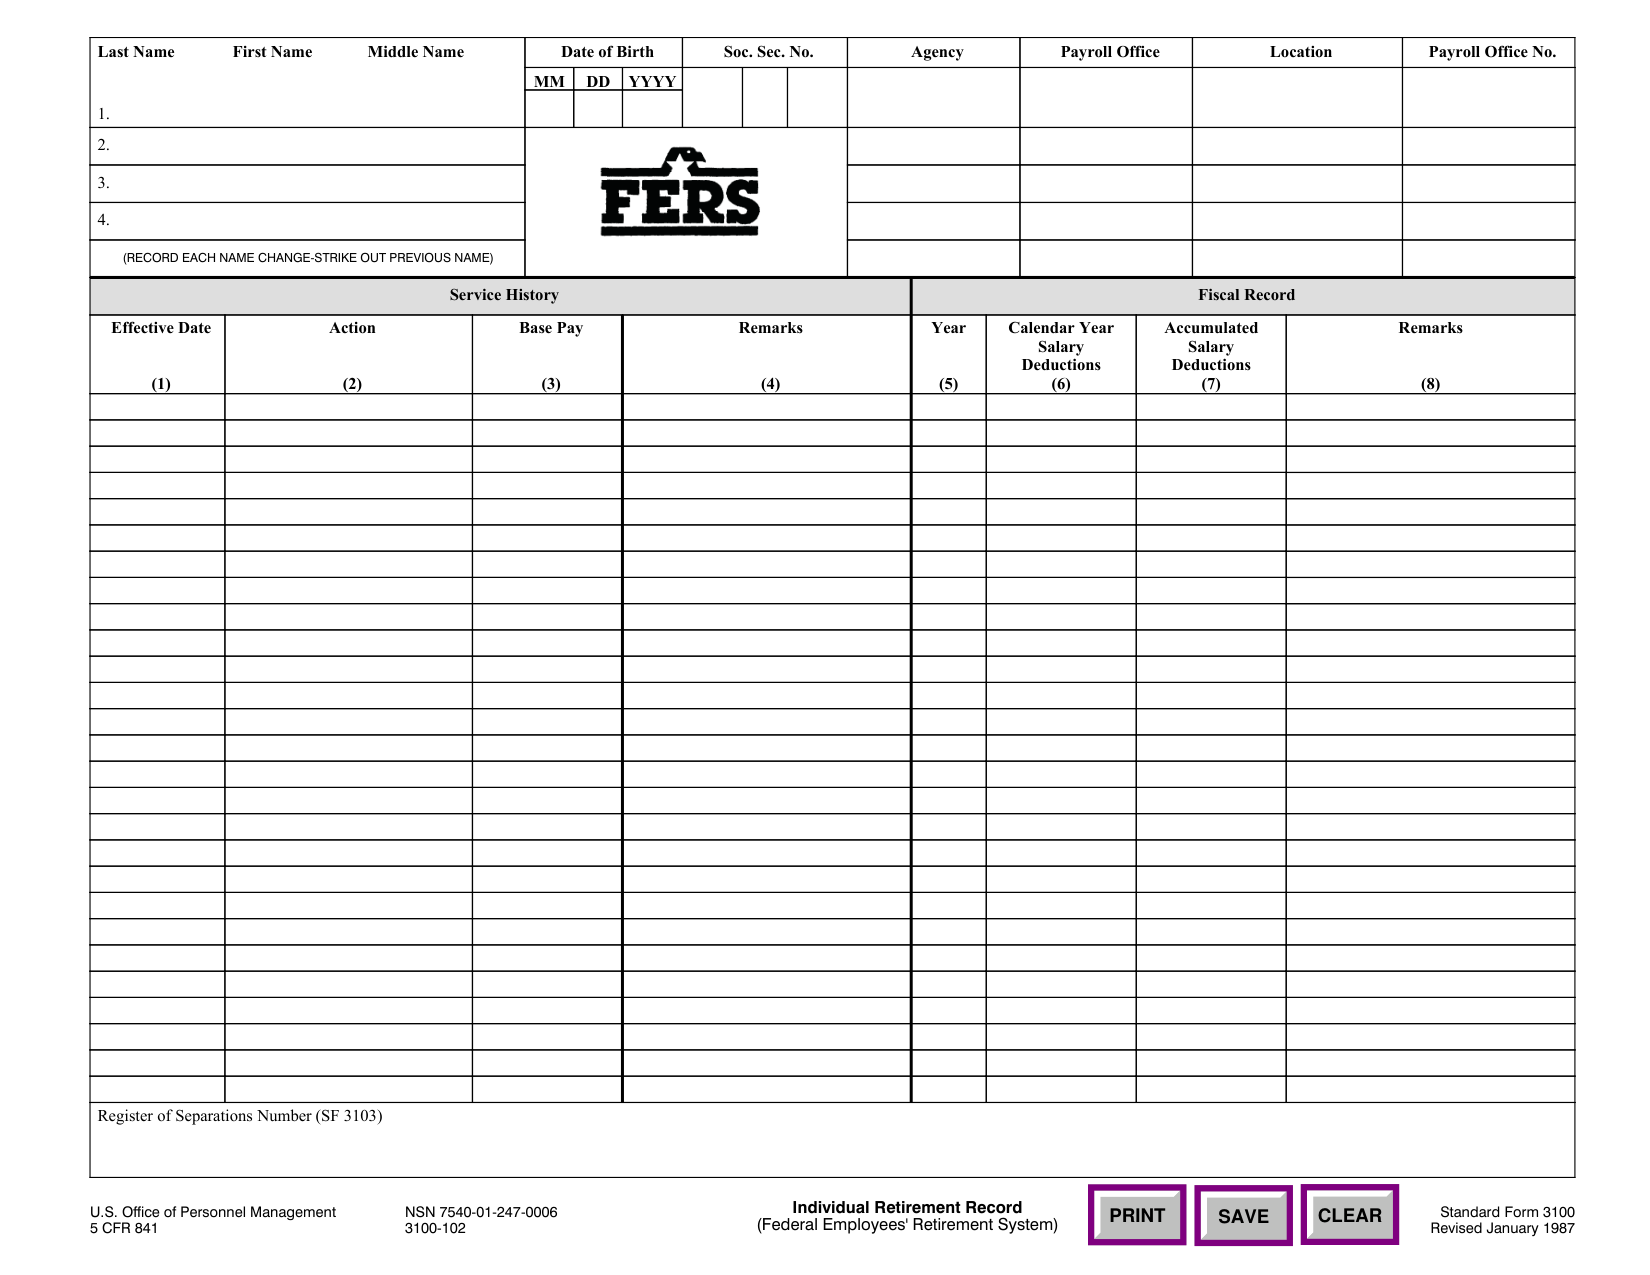 Last Name First Name Middle Name Date of Birth Soc. Sec. No. Agency Payroll Office Location Payroll Office No.
MM DD YYYY
1.
2.
3.
4.
FERS
(RECORD EACH NAME CHANGE-STRIKE OUT PREVIOUS NAME)
Service History Fiscal Record
Effective Date Action Base Pay Remarks Year Calendar Year Accumulated Remarks
Salary Salary
Deductions Deductions
(1) (2) (3) (4) (5) (6) (7) (8)
Register of Separations Number (SF 3103)
U.S. Office of Personnel Management NSN 7540-01-247-0006 Individual Retirement Record PRINT SAVE CLEAR Standard Form 3100
5 CFR 841 3100-102 (Federal Employees' Retirement System) Revised January 1987